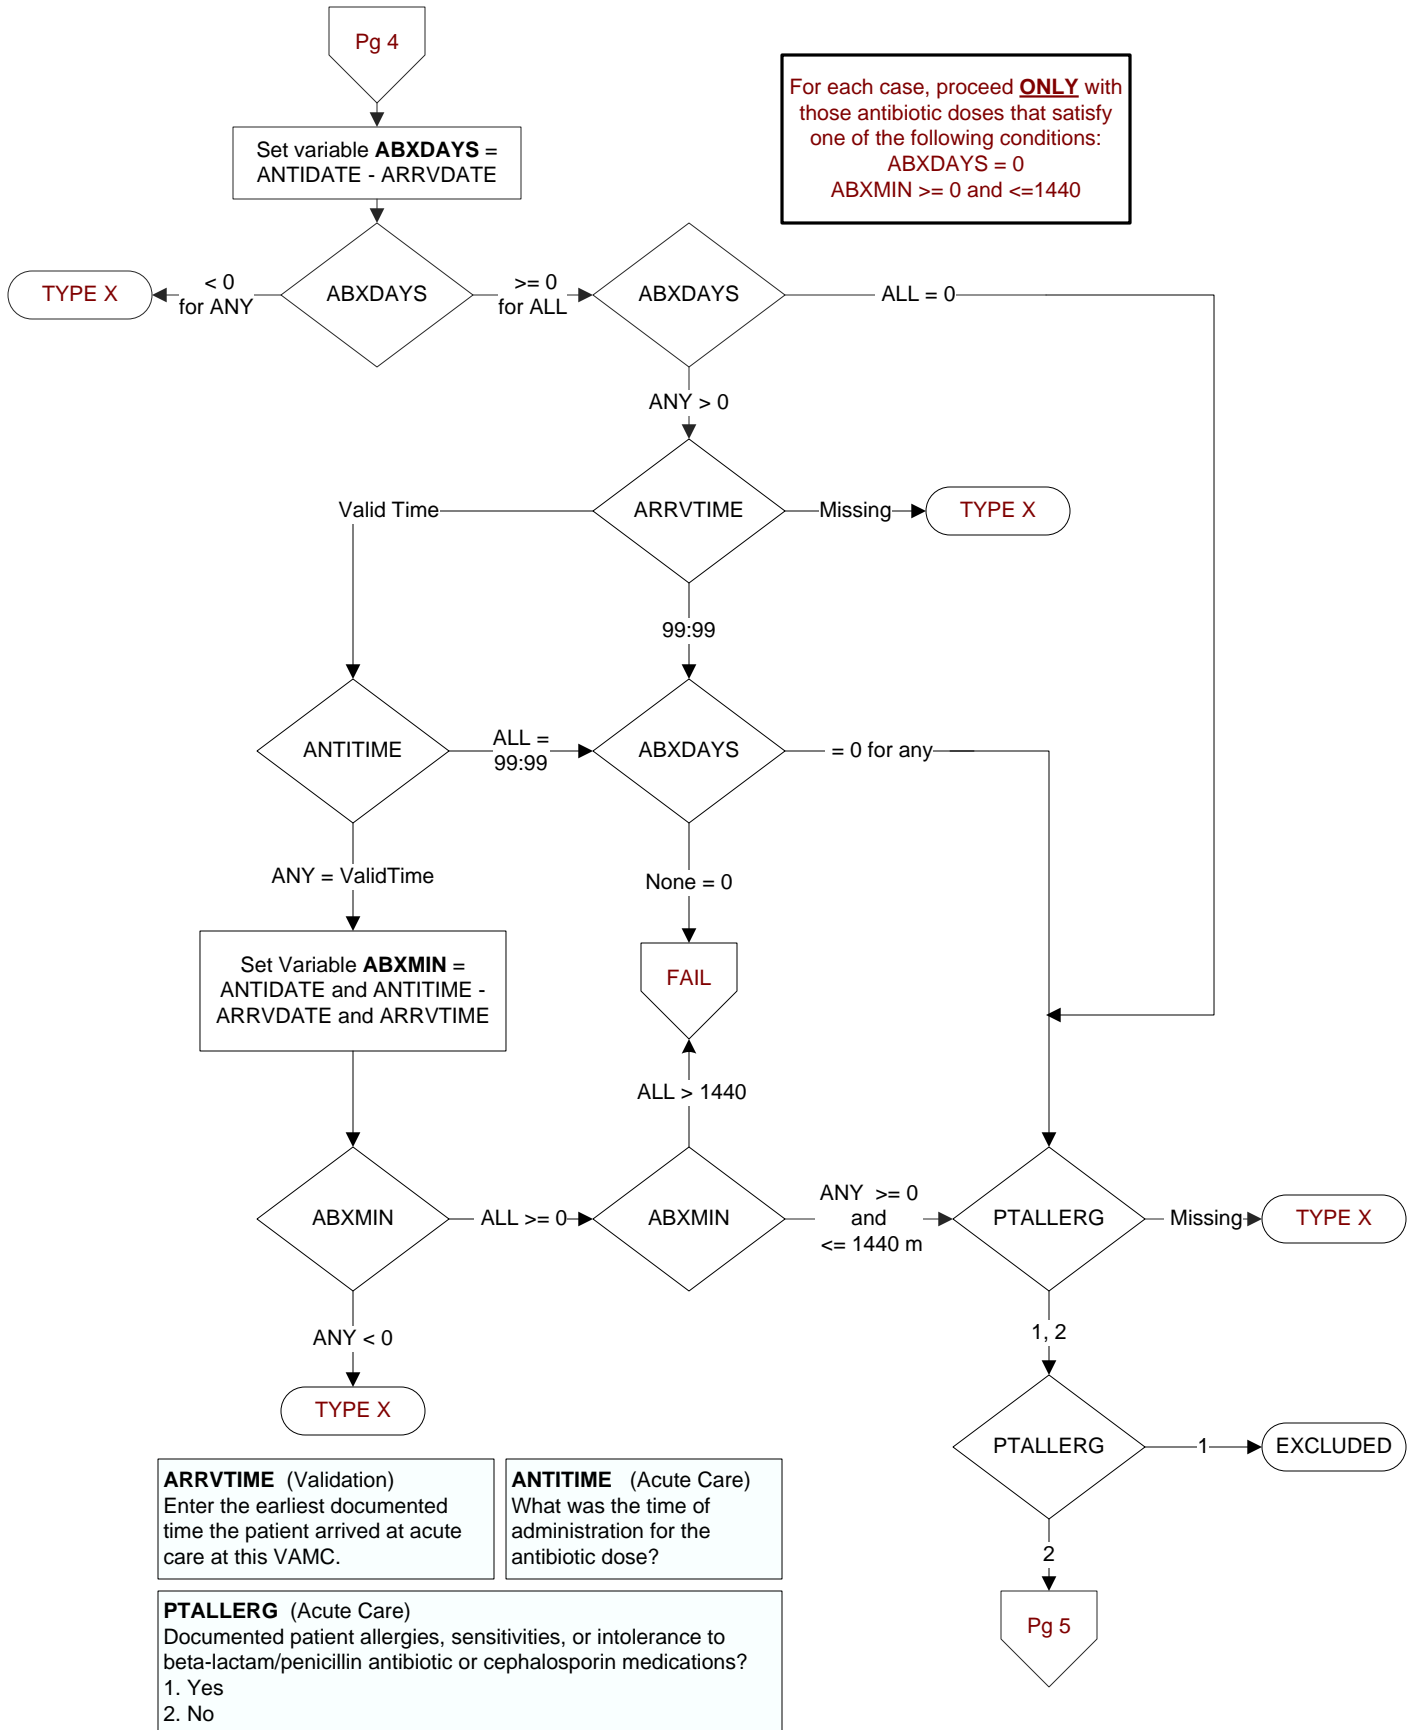 Pg 4
For each case, proceed ONLY with
those antibiotic doses that satisfy
one of the following conditions:
ABXDAYS = 0
ABXMIN >= 0 and <=1440
Set variable ABXDAYS =
ANTIDATE - ARRVDATE
TYPE X
< 0
for ANY
ABXDAYS
>= 0
for ALL
ABXDAYS
ALL = 0
ANY > 0
Valid Time
ARRVTIME
Missing
TYPE X
99:99
ANTITIME
ALL =
99:99
ABXDAYS
= 0 for any
ANY = ValidTime
None = 0
Set Variable ABXMIN =
ANTIDATE and ANTITIME -
ARRVDATE and ARRVTIME
FAIL
ALL > 1440
ABXMIN
ALL >= 0
ABXMIN
ANY >= 0
and
<= 1440 m
PTALLERG
Missing
TYPE X
ANY < 0
1, 2
TYPE X
PTALLERG
1
EXCLUDED
ARRVTIME (Validation)
Enter the earliest documented
time the patient arrived at acute
care at this VAMC.
ANTITIME (Acute Care)
What was the time of
administration for the
antibiotic dose?
2
Pg 5
PTALLERG (Acute Care)
Documented patient allergies, sensitivities, or intolerance to
beta-lactam/penicillin antibiotic or cephalosporin medications?
1. Yes
2. No